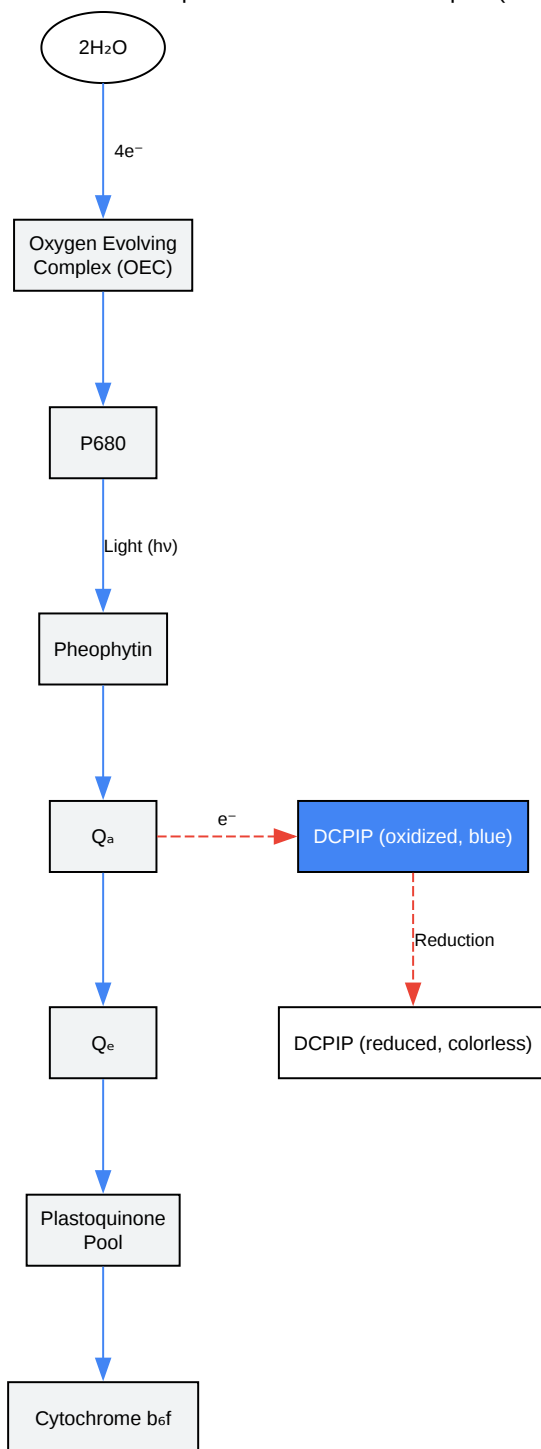 2H₂O
4e⁻
Oxygen Evolving
Complex (OEC)
P680
Light (hν)
Pheophytin
Qₐ
e⁻
DCPIP (oxidized, blue)
Reduction
Qₑ
DCPIP (reduced, colorless)
Plastoquinone
Pool
Cytochrome b₆f